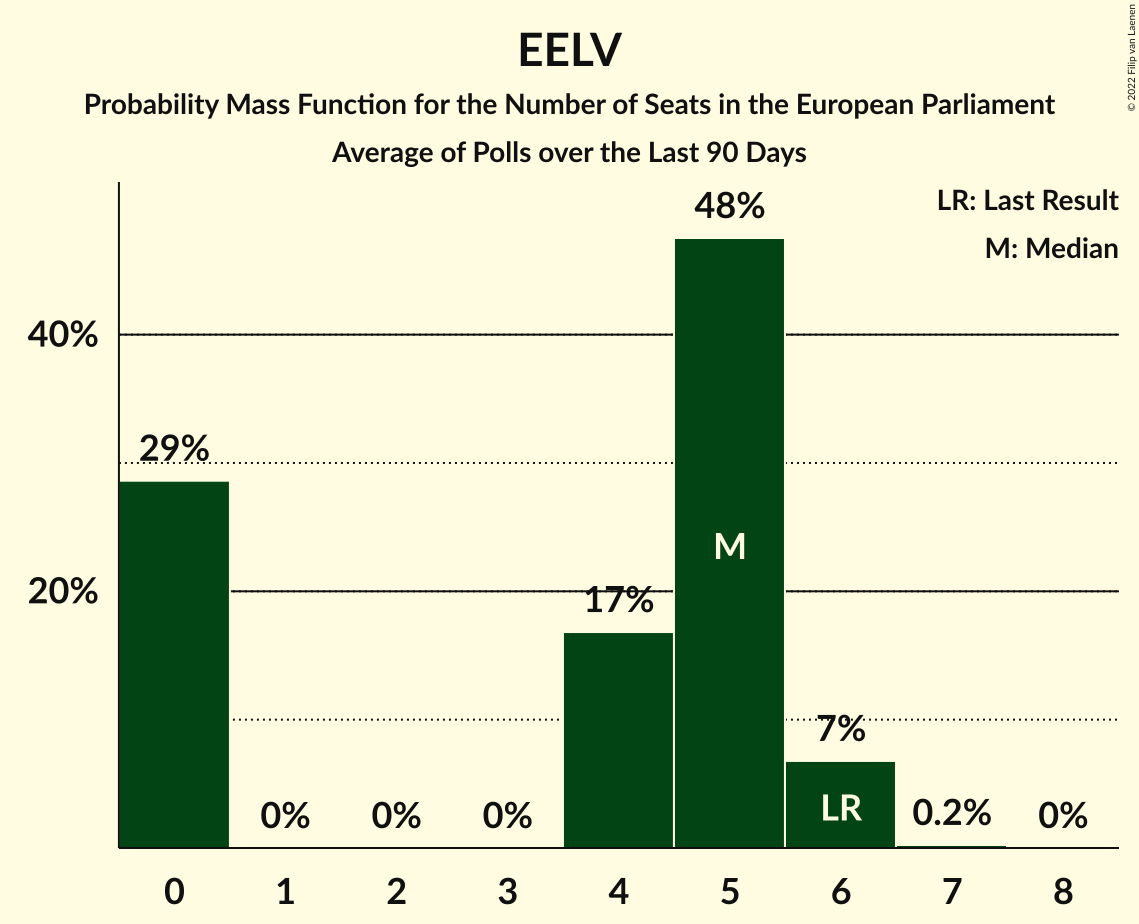 EELV
Probability Mass Function for the Number of Seats in the European Parliament
Average of Polls over the Last 90 Days
© 2022 Filip van Laenen
LR: Last Result
M: Median
48%
40%
29%
M
20%
17%
7%
LR
0%
0%
0%
0.2%
0%
0
1
2
3
4
5
6
7
8